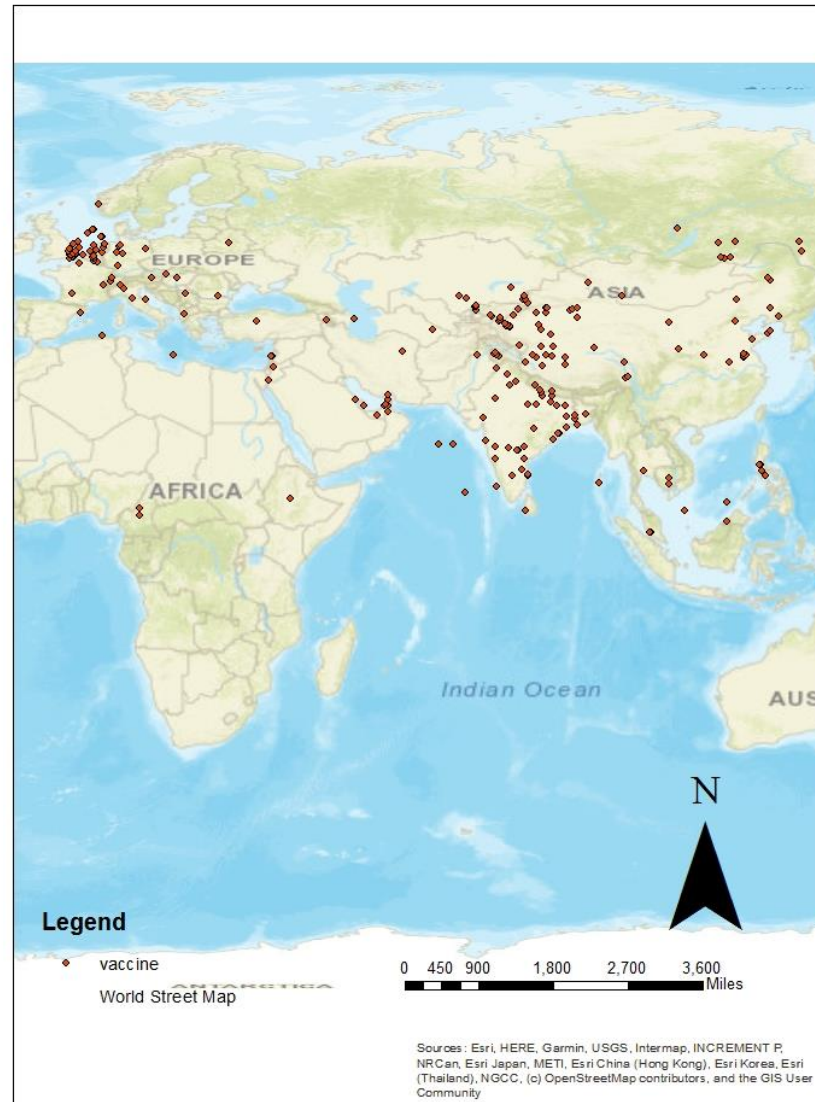 EUROPE
ASIA
AFRICA
Indian Ocean
AUS
N
Legend
vaccine
World Street Map
ANTARCTICA
0 450 900 1,800 2,700 3,600
Miles
Sources: Esri, HERE, Garmin, USGS, Intermap, INCREMENT P,
NRCan, Esri Japan, METI, Esri China (Hong Kong), Esri Korea, Esri
(Thailand), NGCC, (c) OpenStreetMap contributors, and the GIS User
Community